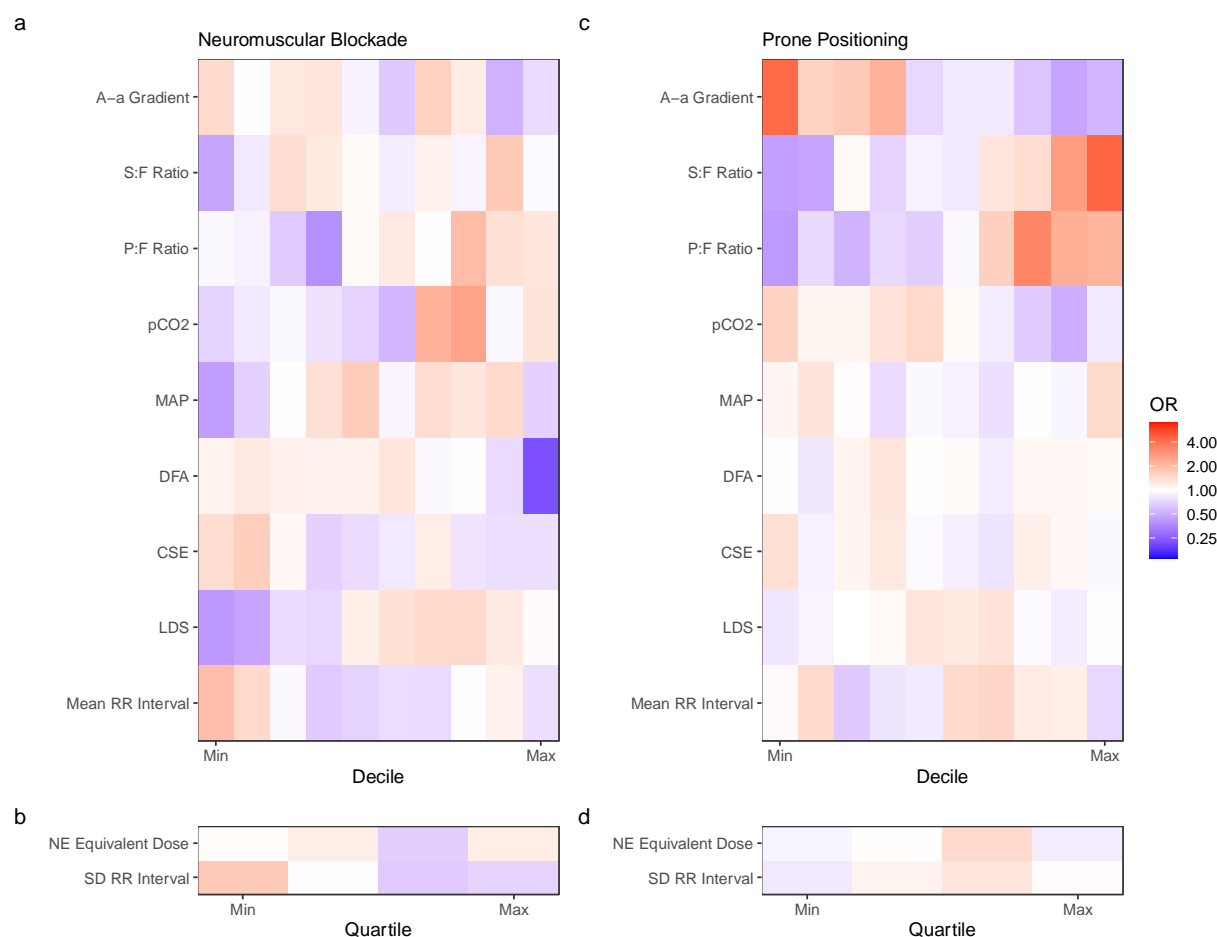 a
Neuromuscular Blockade
A−a Gradient
S:F Ratio
P:F Ratio
pCO2
MAP
DFA
CSE
LDS
Mean RR Interval
Min
Max
Decile
b
NE Equivalent Dose
SD RR Interval
Min
Max
Quartile
c
Prone Positioning
A−a Gradient
S:F Ratio
P:F Ratio
pCO2
MAP
DFA
CSE
LDS
Mean RR Interval
Min
Max
Decile
d
NE Equivalent Dose
SD RR Interval
Min
Max
Quartile
OR
4.00
2.00
1.00
0.50
0.25